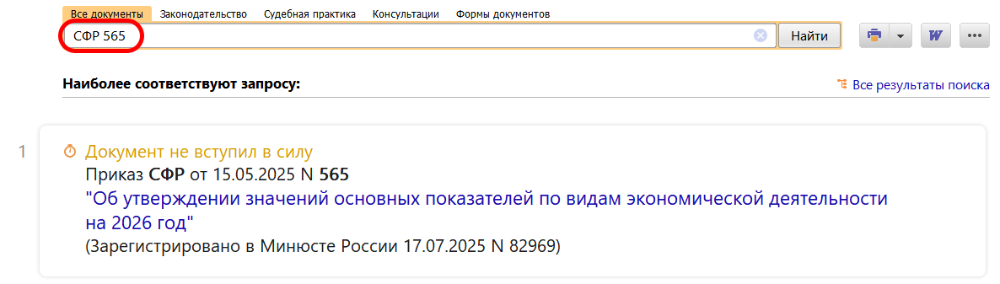 Все документы Законодательство Судебная практика Консультации Формы документов
СФР 565 Найти W
Наиболее соответствуют запросу: Все результаты поиска
1 Документ не вступил в силу
Приказ СФР от 15.05.2025 N 565
"Об утверждении значений основных показателей по видам экономической деятельности
на 2026 год"
(Зарегистрировано в Минюсте России 17.07.2025 N 82969)